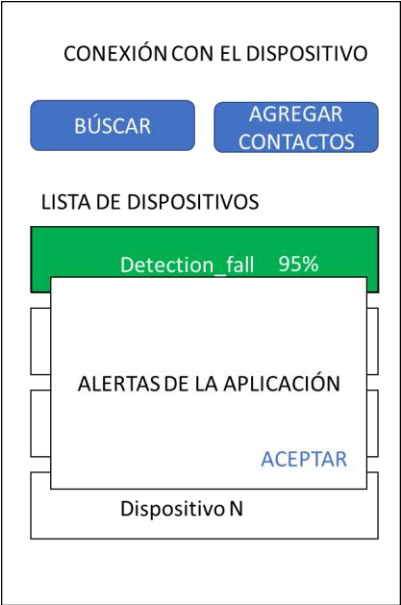 CONEXIÓN CON EL DISPOSITIVO
BÚSCAR
AGREGAR
CONTACTOS
LISTA DE DISPOSITIVOS
Detection_fall 95%
ALERTAS DE LA APLICACIÓN
ACEPTAR
Dispositivo N